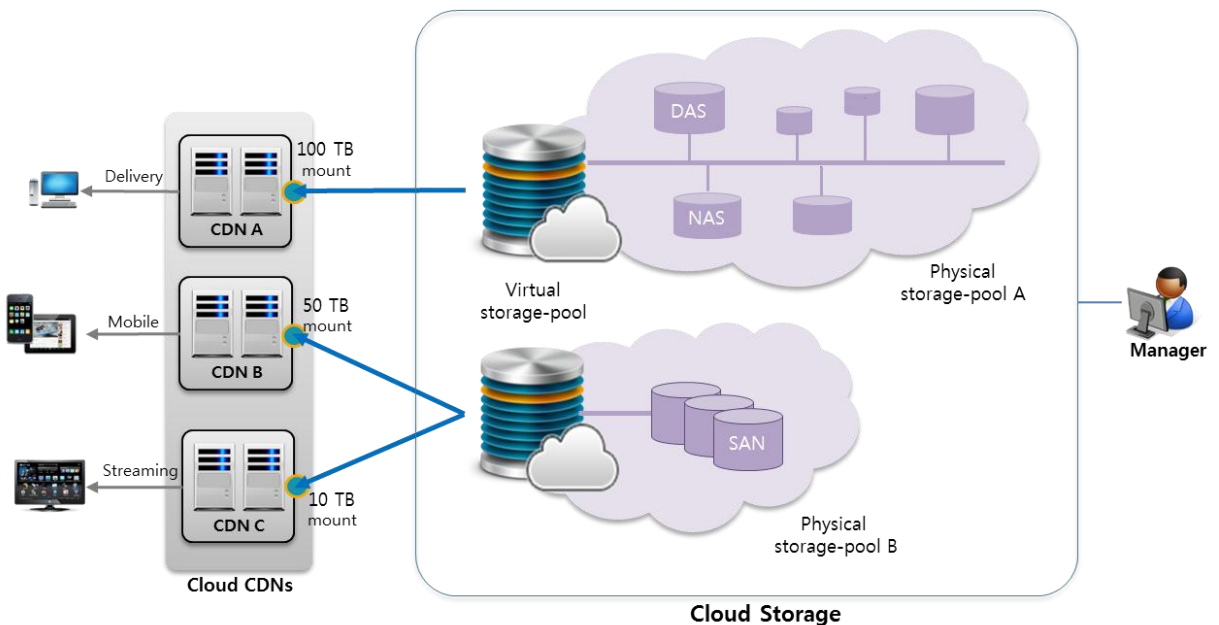 DAS
100 TB
mount
Delivery
NAS
CDN A
Physical
storage-pool A
Virtual
storage-pool
50 TB
mount
Mobile
Manager
CDN B
SAN
Streaming
10 TB
mount
CDN C
Physical
storage-pool B
Cloud CDNs
Cloud Storage